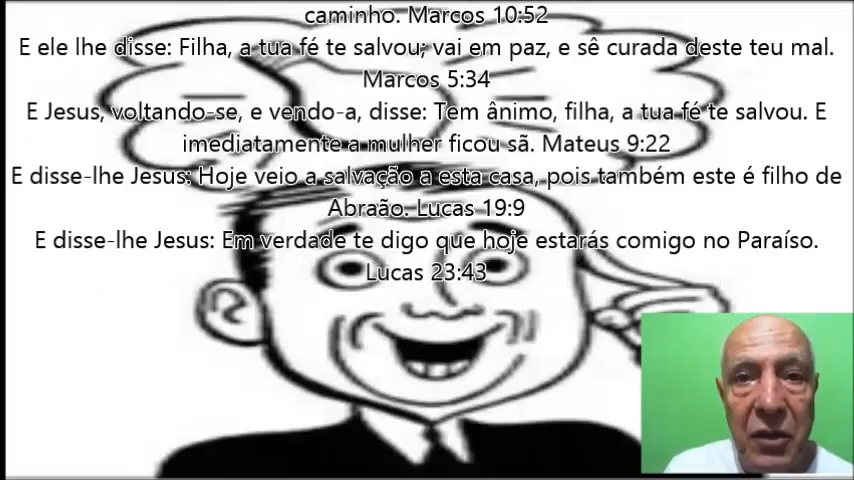 caminho. Marcos 10:52
E ele lhe disse: Filha, a tua fé te salvou; vai em paz, e sê curada deste teu mal.
Marcos 5:34
E Jesus, voltando-se, e vendo-a, disse: Tem ânimo, filha, a tua fé te salvou. E
imediatamente a mulher ficou sã. Mateus 9:22
E disse-lhe Jesus: Hoje veio a salvação a esta casa, pois também este é filho de
Abraão. Lucas 19:9
E disse-lhe Jesus: Em verdade te digo que hoje estarás comigo no Paraíso.
Lucas 23:43